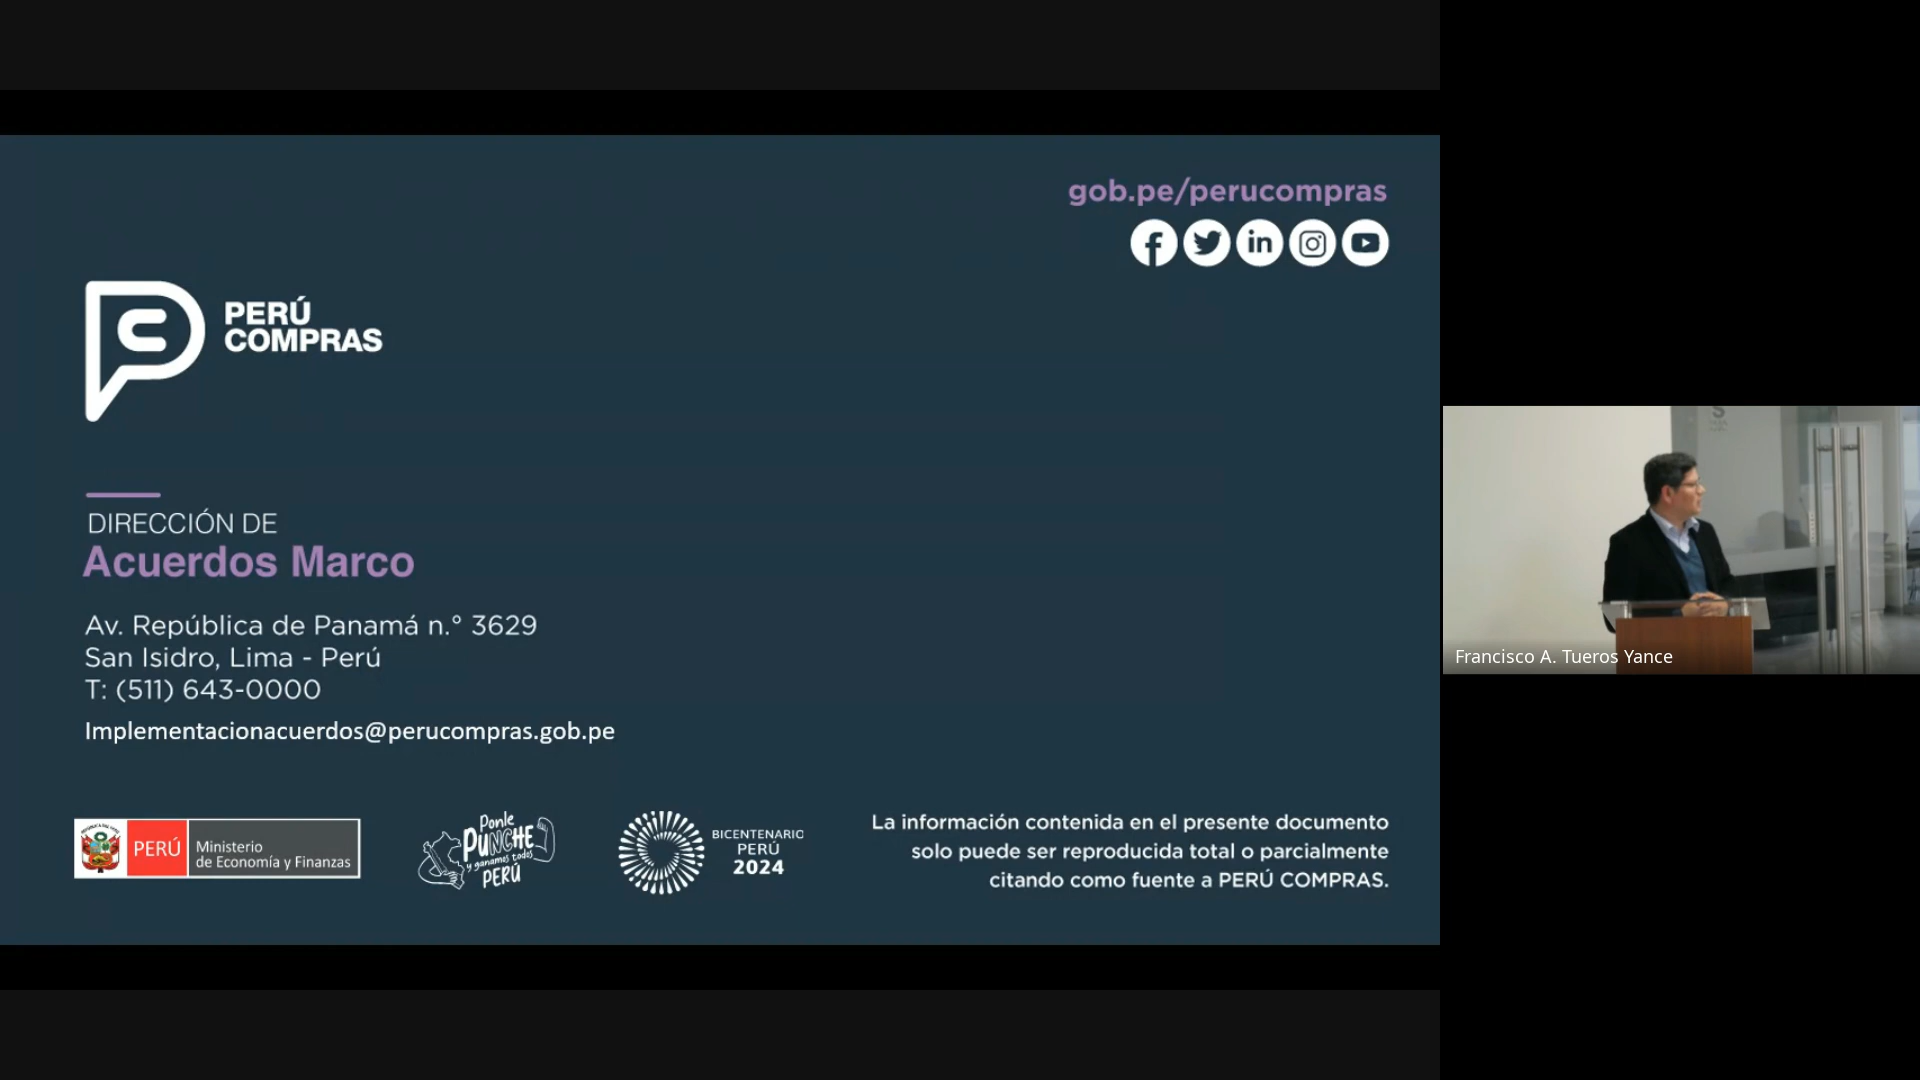 gob.pe/perucompras
PERÚ
COMPRAS
DIRECCIÓN DE
Acuerdos Marco
Av. República de Panamá n.° 3629
San Isidro, Lima - Perú
T: (511) 643-0000
Implementacionacuerdos@perucompras.gob.pe
PERÚ
Ministerio
de Economía y Finanzas
Ponle
PUNCHE
y ganamos todos
PERÚ
BICENTENARIO
PERÚ
2024
La información contenida en el presente documento
solo puede ser reproducida total o parcialmente
citando como fuente a PERÚ COMPRAS.
Francisco A. Tueros Yance